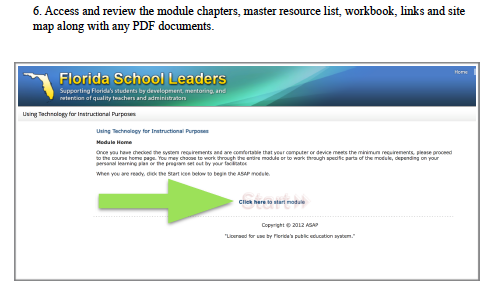 6. Access and review the module chapters, master resource list, workbook, links and site
map along with any PDF documents.
Home
Florida School Leaders
Supporting Florida's students by development, mentoring, and
retention of quality teachers and administrators
Using Technology for Instructional Purposes
Using Technology for Instructional Purposes
Module Home
Once you have checked the system requirements and are comfortable that your computer or device meets the minimum requirements, please proceed
to the course home page. You may choose to work through the entire module or to work through specific parts of the module, depending on your
personal learning plan or the program set out by your facilitator.
When you are ready, click the Start icon below to begin the ASAP module.
Start
Click here to start module
Copyright © 2012 ASAP
"Licensed for use by Florida's public education system."